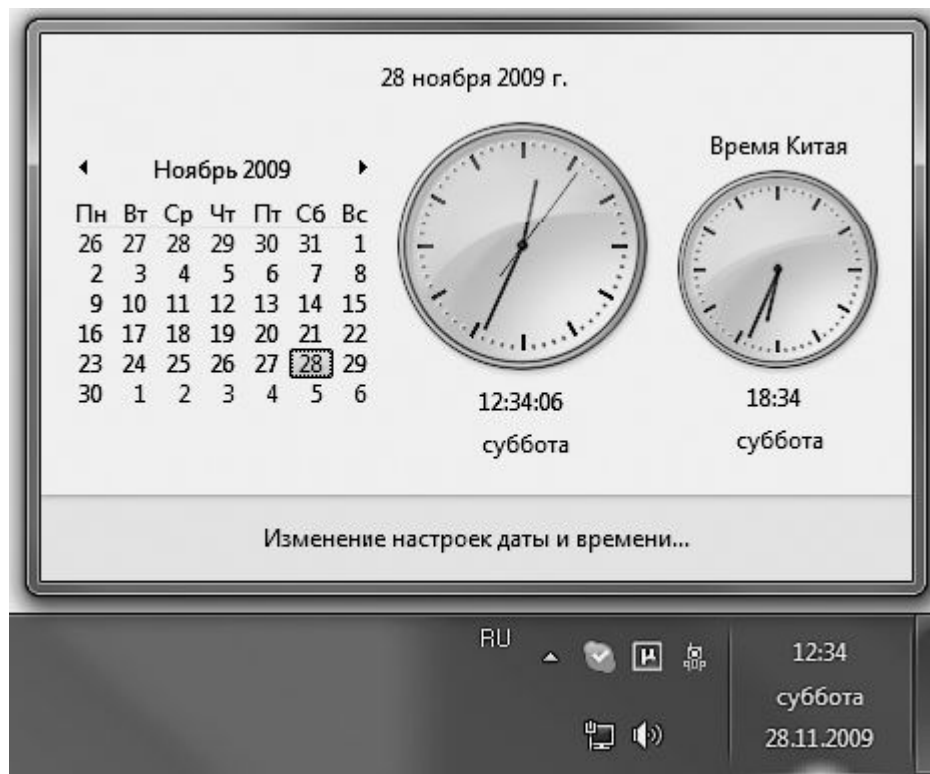 28 ноября 2009 г.
Ноябрь 2009
Пн Вт Ср Чт Пт Сб Вс
26 27 28 29 30 31 1
2 3 4 5 6 7 8
9 10 11 12 13 14 15
16 17 18 19 20 21 22
23 24 25 26 27 28 29
30 1 2 3 4 5 6
12:34:06
суббота
Время Китая
18:34
суббота
Изменение настроек даты и времени...
RU
µ
12:34
суббота
28.11.2009